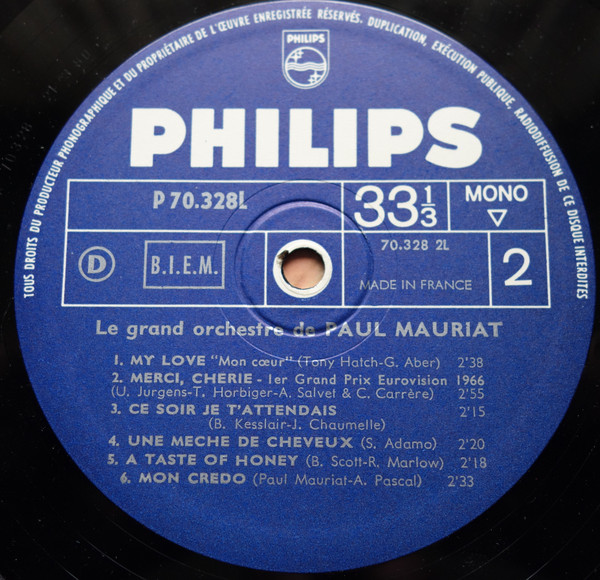 TOUS DROITS DU PRODUCTEUR PHONOGRAPHIQUE ET DU PROPRIÉTAIRE DE L'ŒUVRE ENREGISTRÉE RÉSERVÉS. DUPLICATION, EXÉCUTION PUBLIQUE, RADIODIFFUSION DE CE DISQUE INTERDITES
PHILIPS
PHILIPS
P 70.328L
33 1/3
MONO
▽
70.328 2L
D
B.I.E.M.
MADE IN FRANCE
2
Le grand orchestre de PAUL MAURIAT
1. MY LOVE "Mon cœur" (Tony Hatch-G. Aber) 2'38
2. MERCI, CHERIE - 1er Grand Prix Eurovision 1966
(U. Jurgens-T. Horbiger-A. Salvet & C. Carrère) 2'55
3. CE SOIR JE T'ATTENDAIS 2'15
(B. Kesslair-J. Chaumelle)
4. UNE MECHE DE CHEVEUX (S. Adamo) 2'20
5. A TASTE OF HONEY (B. Scott-R. Marlow) 2'18
6. MON CREDO (Paul Mauriat-A. Pascal) 2'33